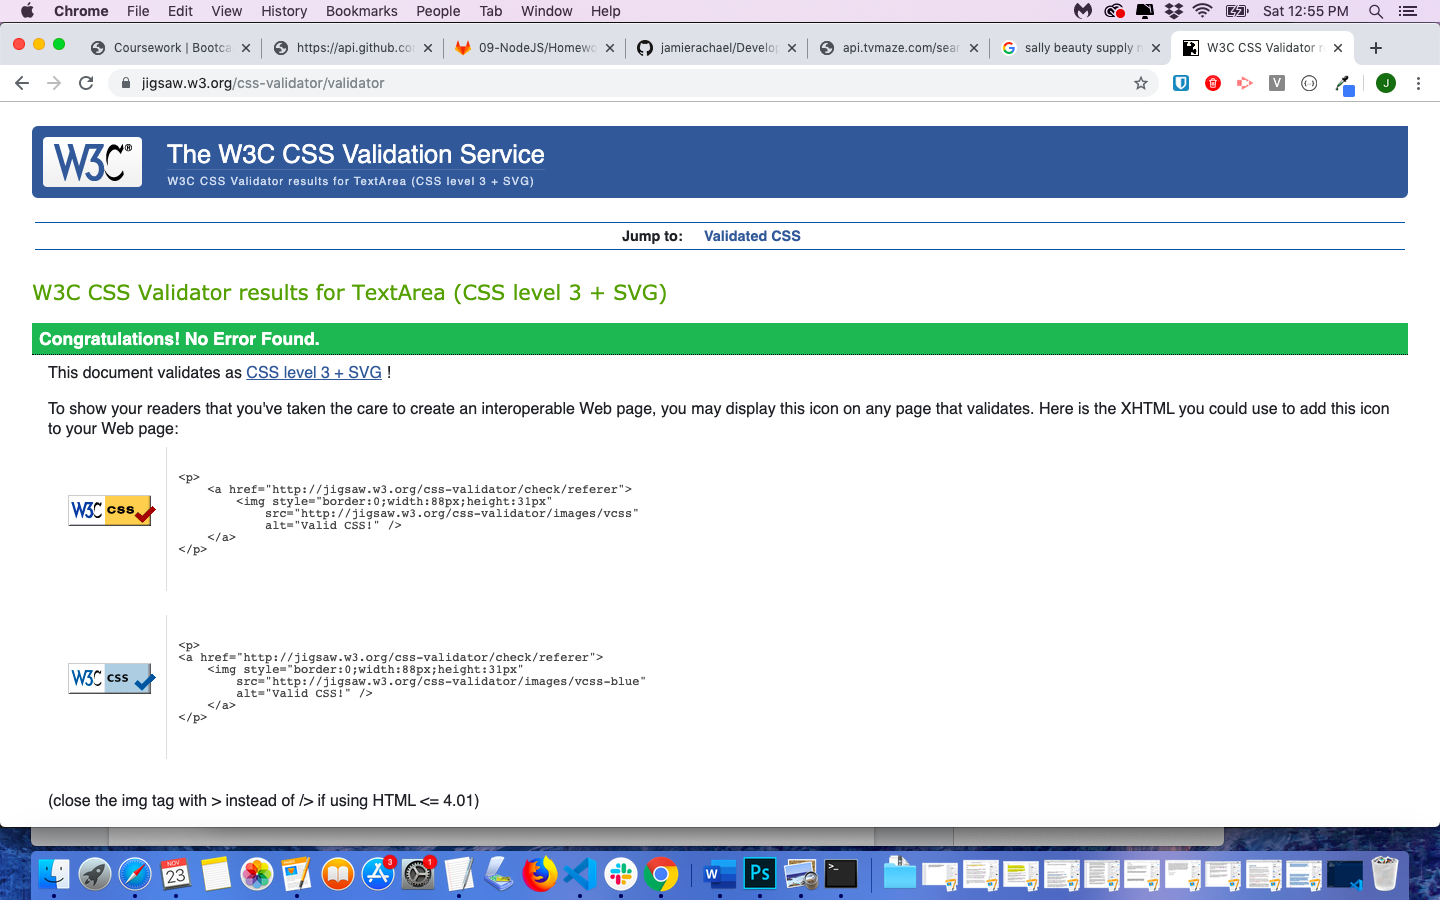 Chrome File Edit View History Bookmarks People Tab Window Help Sat 12:55 PM
Coursework | Bootca https://api.github.co 09-NodeJS/Homewo jamierachael/Develop api.tvmaze.com/sear sally beauty supply n W3C CSS Validator r
jigsaw.w3.org/css-validator/validator V J
W3C® The W3C CSS Validation Service
W3C CSS Validator results for TextArea (CSS level 3 + SVG)
Jump to: Validated CSS
W3C CSS Validator results for TextArea (CSS level 3 + SVG)
Congratulations! No Error Found.
This document validates as CSS level 3 + SVG !
To show your readers that you've taken the care to create an interoperable Web page, you may display this icon on any page that validates. Here is the XHTML you could use to add this icon
to your Web page:
W3C css
<p>
<a href="http://jigsaw.w3.org/css-validator/check/referer">
<img style="border:0;width:88px;height:31px"
src="http://jigsaw.w3.org/css-validator/images/vcss"
alt="Valid CSS!" />
</a>
</p>
W3C css
<p>
<a href="http://jigsaw.w3.org/css-validator/check/referer">
<img style="border:0;width:88px;height:31px"
src="http://jigsaw.w3.org/css-validator/images/vcss-blue"
alt="Valid CSS!" />
</a>
</p>
(close the img tag with > instead of /> if using HTML <= 4.01)
NOV 23 3 1 W Ps >_